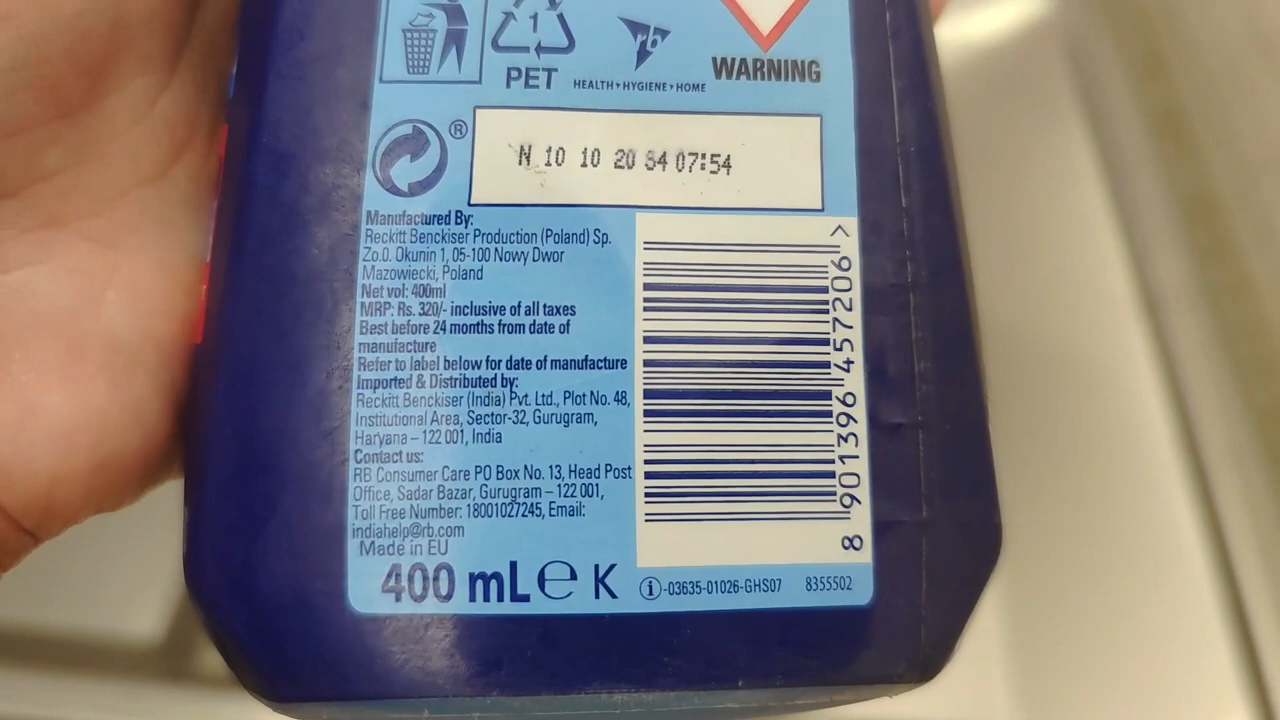 1
PET
rb
HEALTH HYGIENE HOME
WARNING
®
N 10 10 20 S4 07:54
Manufactured By:
Reckitt Benckiser Production (Poland) Sp.
Zo.O. Okunin 1, 05-100 Nowy Dwor
Mazowiecki, Poland
Net vol: 400ml
MRP: Rs. 320/- inclusive of all taxes
Best before 24 months from date of
manufacture
Refer to label below for date of manufacture
Imported & Distributed by:
Reckitt Benckiser (India) Pvt. Ltd., Plot No. 48,
Institutional Area, Sector-32, Gurugram,
Haryana – 122 001, India
Contact us:
RB Consumer Care PO Box No. 13, Head Post
Office, Sadar Bazar, Gurugram – 122 001,
Toll Free Number: 18001027245, Email:
indiahelp@rb.com
Made in EU
400 mL e K
8 901396 457206 >
i-03635-01026-GHS07 8355502